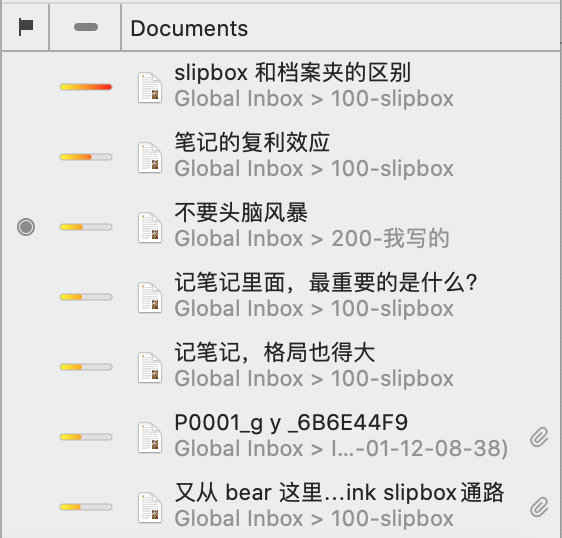 Documents
slipbox 和档案夹的区别
Global Inbox > 100-slipbox
笔记的复利效应
Global Inbox > 100-slipbox
不要头脑风暴
Global Inbox > 200-我写的
记笔记里面，最重要的是什么？
Global Inbox > 100-slipbox
记笔记，格局也得大
Global Inbox > 100-slipbox
P0001_g y _6B6E44F9
Global Inbox > I...-01-12-08-38)
又从 bear 这里...ink slipbox通路
Global Inbox > 100-slipbox